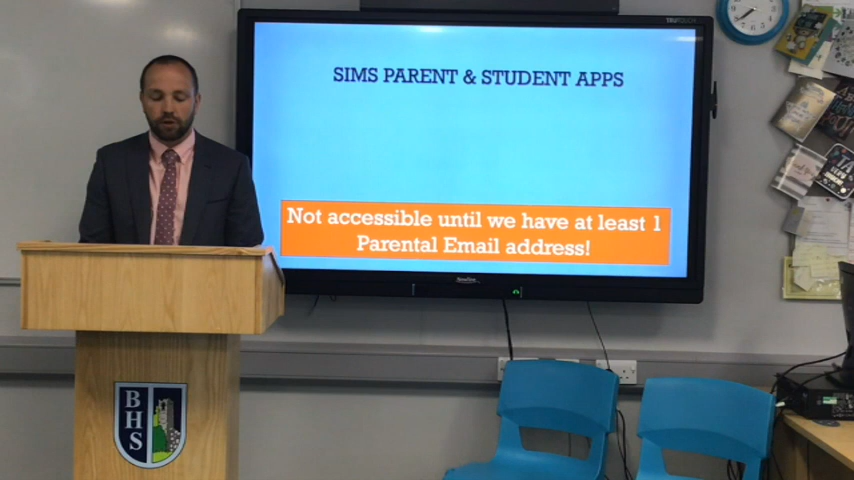 SIMS PARENT & STUDENT APPS
Not accessible until we have at least 1
Parental Email address!
BHS